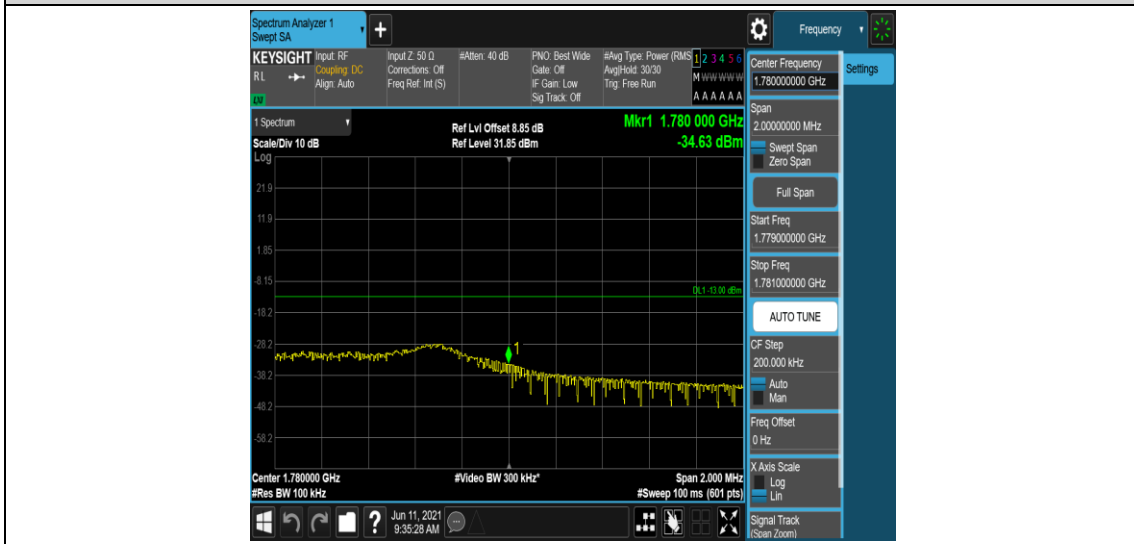 Spectrum Analyzer 1
Swept SA
+
Frequency
KEYSIGHT
RL
Input: RF
Coupling: DC
Align: Auto
Input Z: 50 Ω
Corrections: Off
Freq Ref: Int (S)
#Atten: 40 dB
PNO: Best Wide
Gate: Off
IF Gain: Low
Sig Track: Off
#Avg Type: Power (RMS
Avg|Hold: 30/30
Trig: Free Run
1 2 3 4 5 6
M W W W W W
A A A A A A
1 Spectrum
Scale/Div 10 dB
Log
Ref Lvl Offset 8.85 dB
Ref Level 31.85 dBm
Mkr1 1.780 000 GHz
-34.63 dBm
21.9
11.9
1.85
-8.15
-18.2
-28.2
-38.2
-48.2
-58.2
DL1 -13.00 dBm
1
Center 1.780000 GHz
#Res BW 100 kHz
#Video BW 300 kHz*
Span 2.000 MHz
#Sweep 100 ms (601 pts)
Center Frequency
1.780000000 GHz
Settings
Span
2.00000000 MHz
Swept Span
Zero Span
Full Span
Start Freq
1.779000000 GHz
Stop Freq
1.781000000 GHz
AUTO TUNE
CF Step
200.000 kHz
Auto
Man
Freq Offset
0 Hz
X Axis Scale
Log
Lin
Signal Track
(Span Zoom)
?
Jun 11, 2021
9:35:28 AM